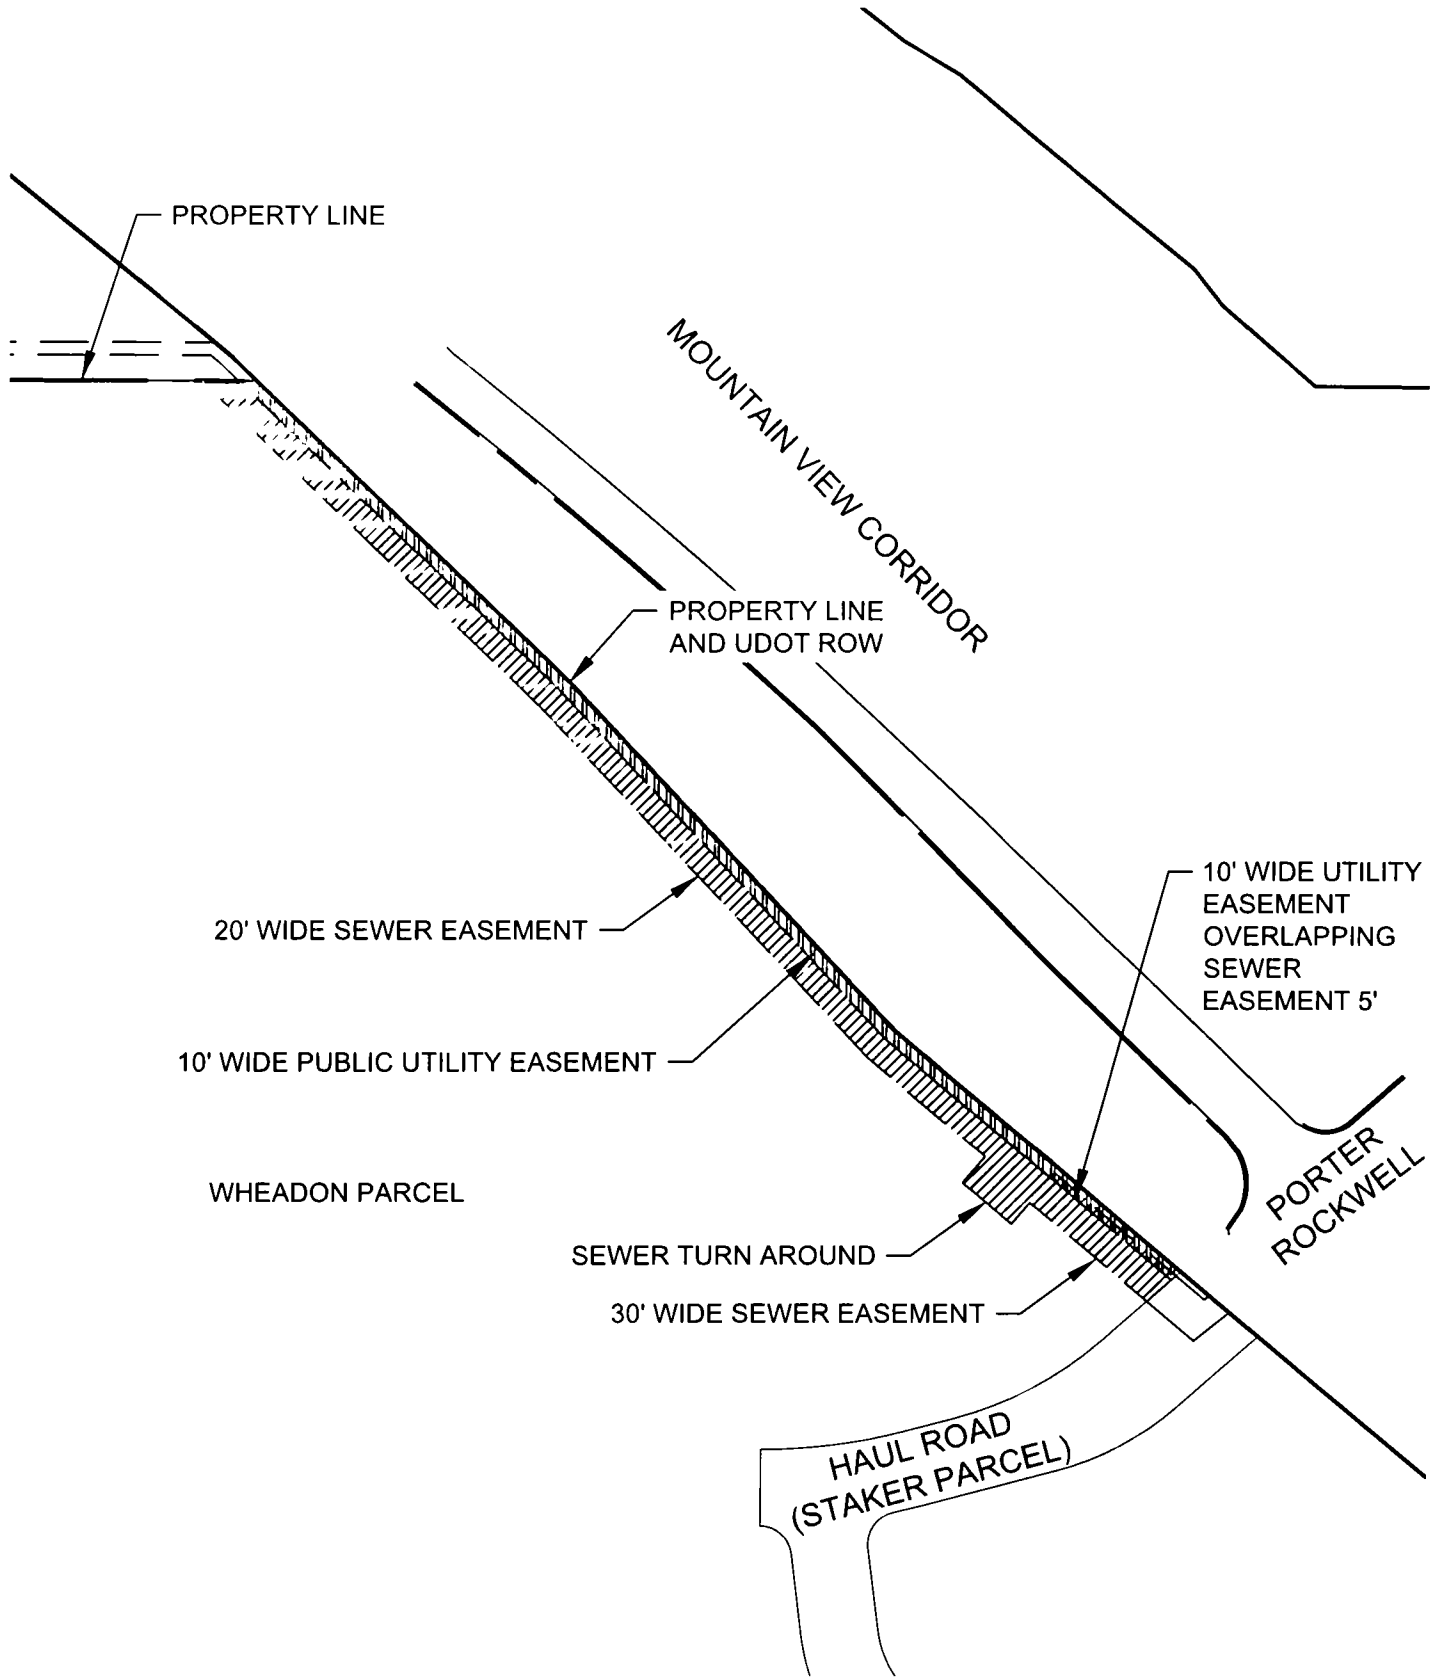 PROPERTY LINE
MOUNTAIN VIEW CORRIDOR
PROPERTY LINE
AND UDOT ROW
10' WIDE UTILITY
EASEMENT
OVERLAPPING
SEWER
EASEMENT 5'
20' WIDE SEWER EASEMENT
10' WIDE PUBLIC UTILITY EASEMENT
WHEADON PARCEL
PORTER
ROCKWELL
SEWER TURN AROUND
30' WIDE SEWER EASEMENT
HAUL ROAD
(STAKER PARCEL)